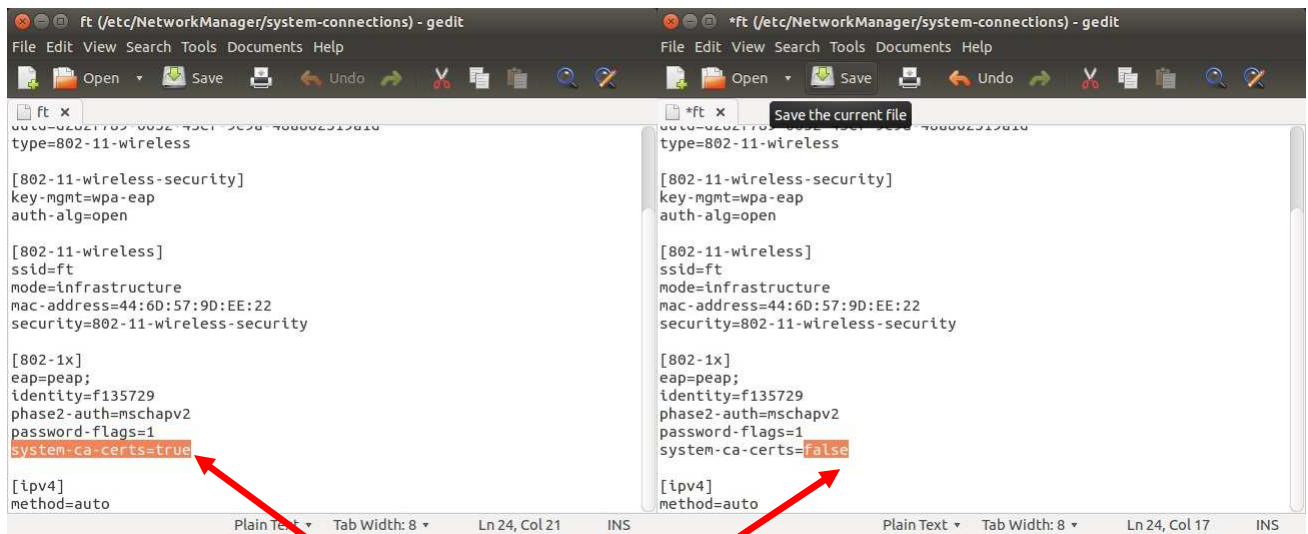 ft (/etc/NetworkManager/system-connections) - gedit
File Edit View Search Tools Documents Help
Open Save Undo
ft
type=802-11-wireless
[802-11-wireless-security]
key-mgmt=wpa-eap
auth-alg=open
[802-11-wireless]
ssid=ft
mode=infrastructure
mac-address=44:6D:57:9D:EE:22
security=802-11-wireless-security
[802-1x]
eap=peap;
identity=f135729
phase2-auth=mschapv2
password-flags=1
system-ca-certs=true
[ipv4]
method=auto
Plain Text Tab Width: 8 Ln 24, Col 21 INS
*ft (/etc/NetworkManager/system-connections) - gedit
File Edit View Search Tools Documents Help
Open Save Undo
*ft
Save the current file
type=802-11-wireless
[802-11-wireless-security]
key-mgmt=wpa-eap
auth-alg=open
[802-11-wireless]
ssid=ft
mode=infrastructure
mac-address=44:6D:57:9D:EE:22
security=802-11-wireless-security
[802-1x]
eap=peap;
identity=f135729
phase2-auth=mschapv2
password-flags=1
system-ca-certs=false
[ipv4]
method=auto
Plain Text Tab Width: 8 Ln 24, Col 17 INS